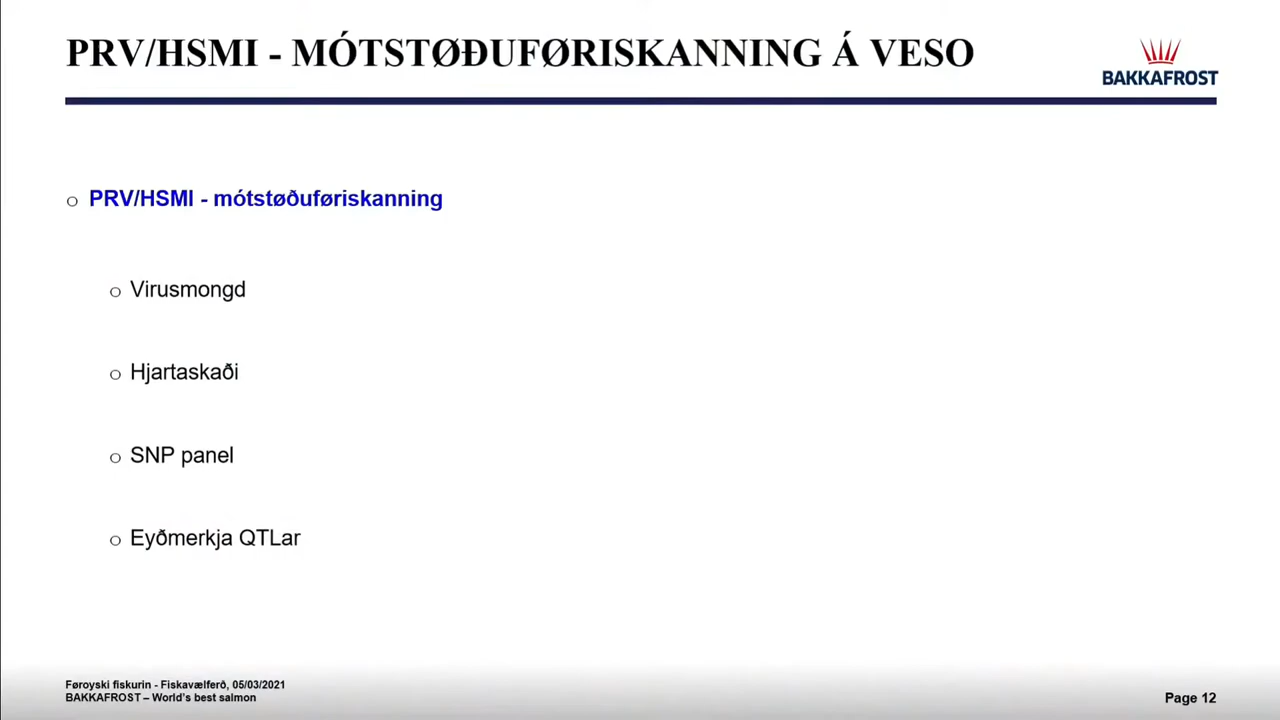 PRV/HSMI - MÓTSTØÐUFØRISKANNING Á VESO
BAKKAFROST
o PRV/HSMI - mótstøðuføriskanning
o Virusmongd
o Hjartaskaði
o SNP panel
o Eyðmerkja QTLar
Føroyski fiskurin - Fiskavælferð, 05/03/2021
BAKKAFROST – World's best salmon
Page 12